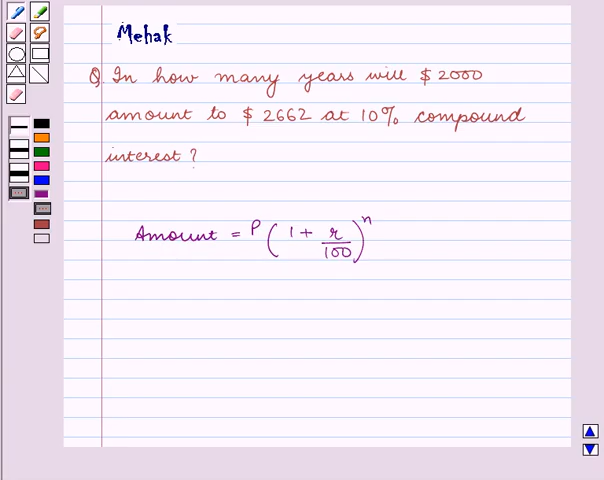 Mehak
Q. In how many years will $ 2000
amount to $ 2662 at 10% compound
interest ?
Amount = P ( 1 + r/100 )^n